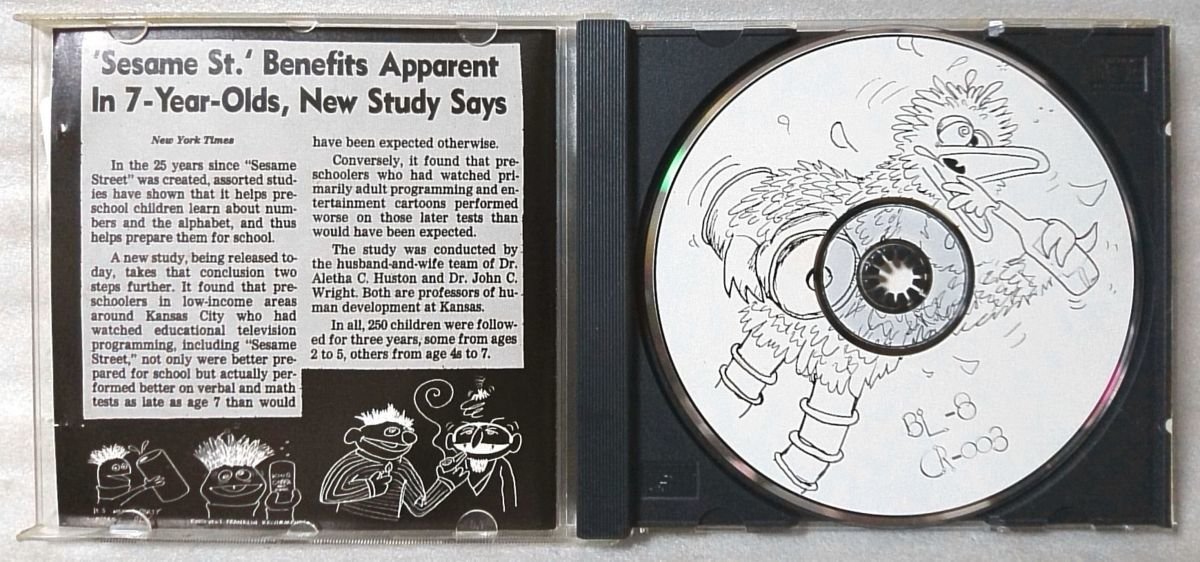 'Sesame St.' Benefits Apparent
In 7-Year-Olds, New Study Says
New York Times
In the 25 years since "Sesame
Street" was created, assorted stud-
ies have shown that it helps pre-
school children learn about num-
bers and the alphabet, and thus
helps prepare them for school.
A new study, being released to-
day, takes that conclusion two
steps further. It found that pre-
schoolers in low-income areas
around Kansas City who had
watched educational television
programming, including "Sesame
Street," not only were better pre-
pared for school but actually per-
formed better on verbal and math
tests as late as age 7 than would
have been expected otherwise.
Conversely, it found that pre-
schoolers who had watched pri-
marily adult programming and en-
tertainment cartoons performed
worse on those later tests than
would have been expected.
The study was conducted by
the husband-and-wife team of Dr.
Aletha C. Huston and Dr. John C.
Wright. Both are professors of hu-
man development at Kansas.
In all, 250 children were follow-
ed for three years, some from ages
2 to 5, others from age 4s to 7.
BL-8
CR-003